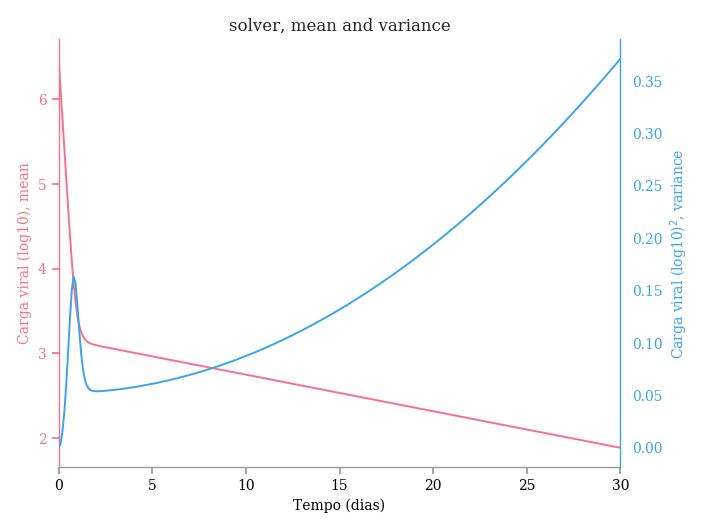 solver, mean and variance
Carga viral (log10), mean
6
5
4
3
2
0.35
0.30
0.25
0.20
0.15
0.10
0.05
0.00
Carga viral (log10)², variance
0 5 10 15 20 25 30
Tempo (dias)